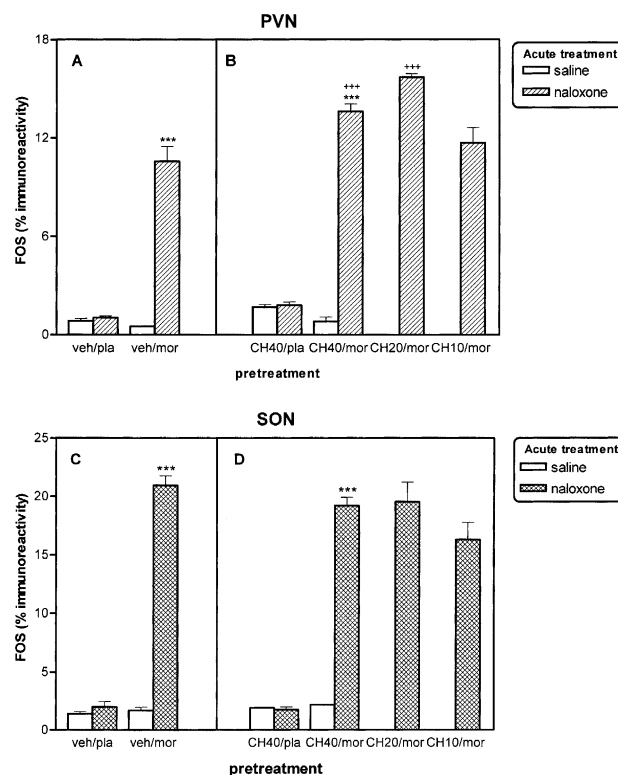 PVN
18
12
6
0
FOS (% immunoreactivity)
A
***
veh/pla
veh/mor
B
+++
***
+++
CH40/pla
CH40/mor
CH20/mor
CH10/mor
pretreatment
Acute treatment
saline
naloxone
SON
25
20
15
10
5
0
FOS (% immunoreactivity)
C
***
veh/pla
veh/mor
D
***
CH40/pla
CH40/mor
CH20/mor
CH10/mor
pretreatment
Acute treatment
saline
naloxone